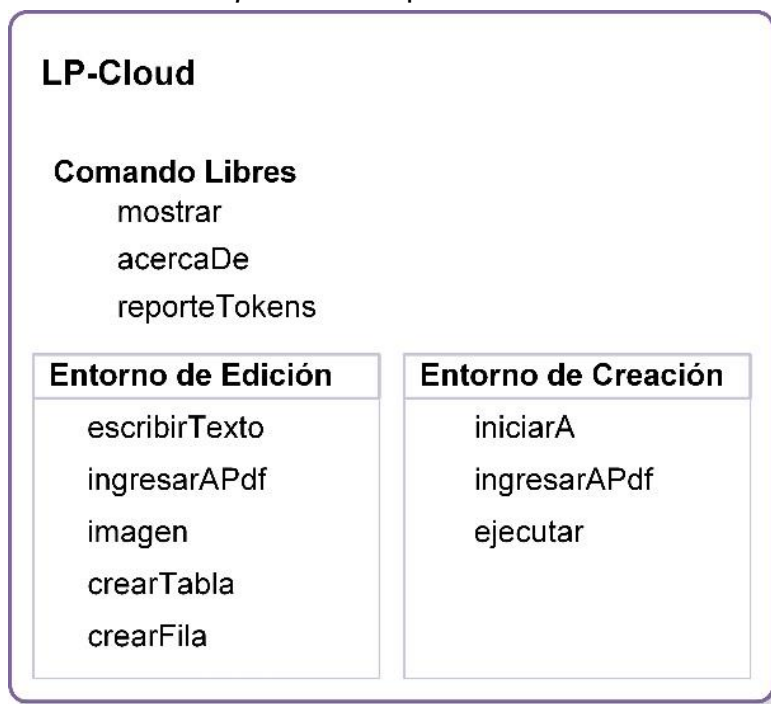 LP-Cloud
Comando Libres
mostrar
acercaDe
reporteTokens
Entorno de Edición
escribirTexto
ingresarAPdf
imagen
crearTabla
crearFila
Entorno de Creación
iniciarA
ingresarAPdf
ejecutar